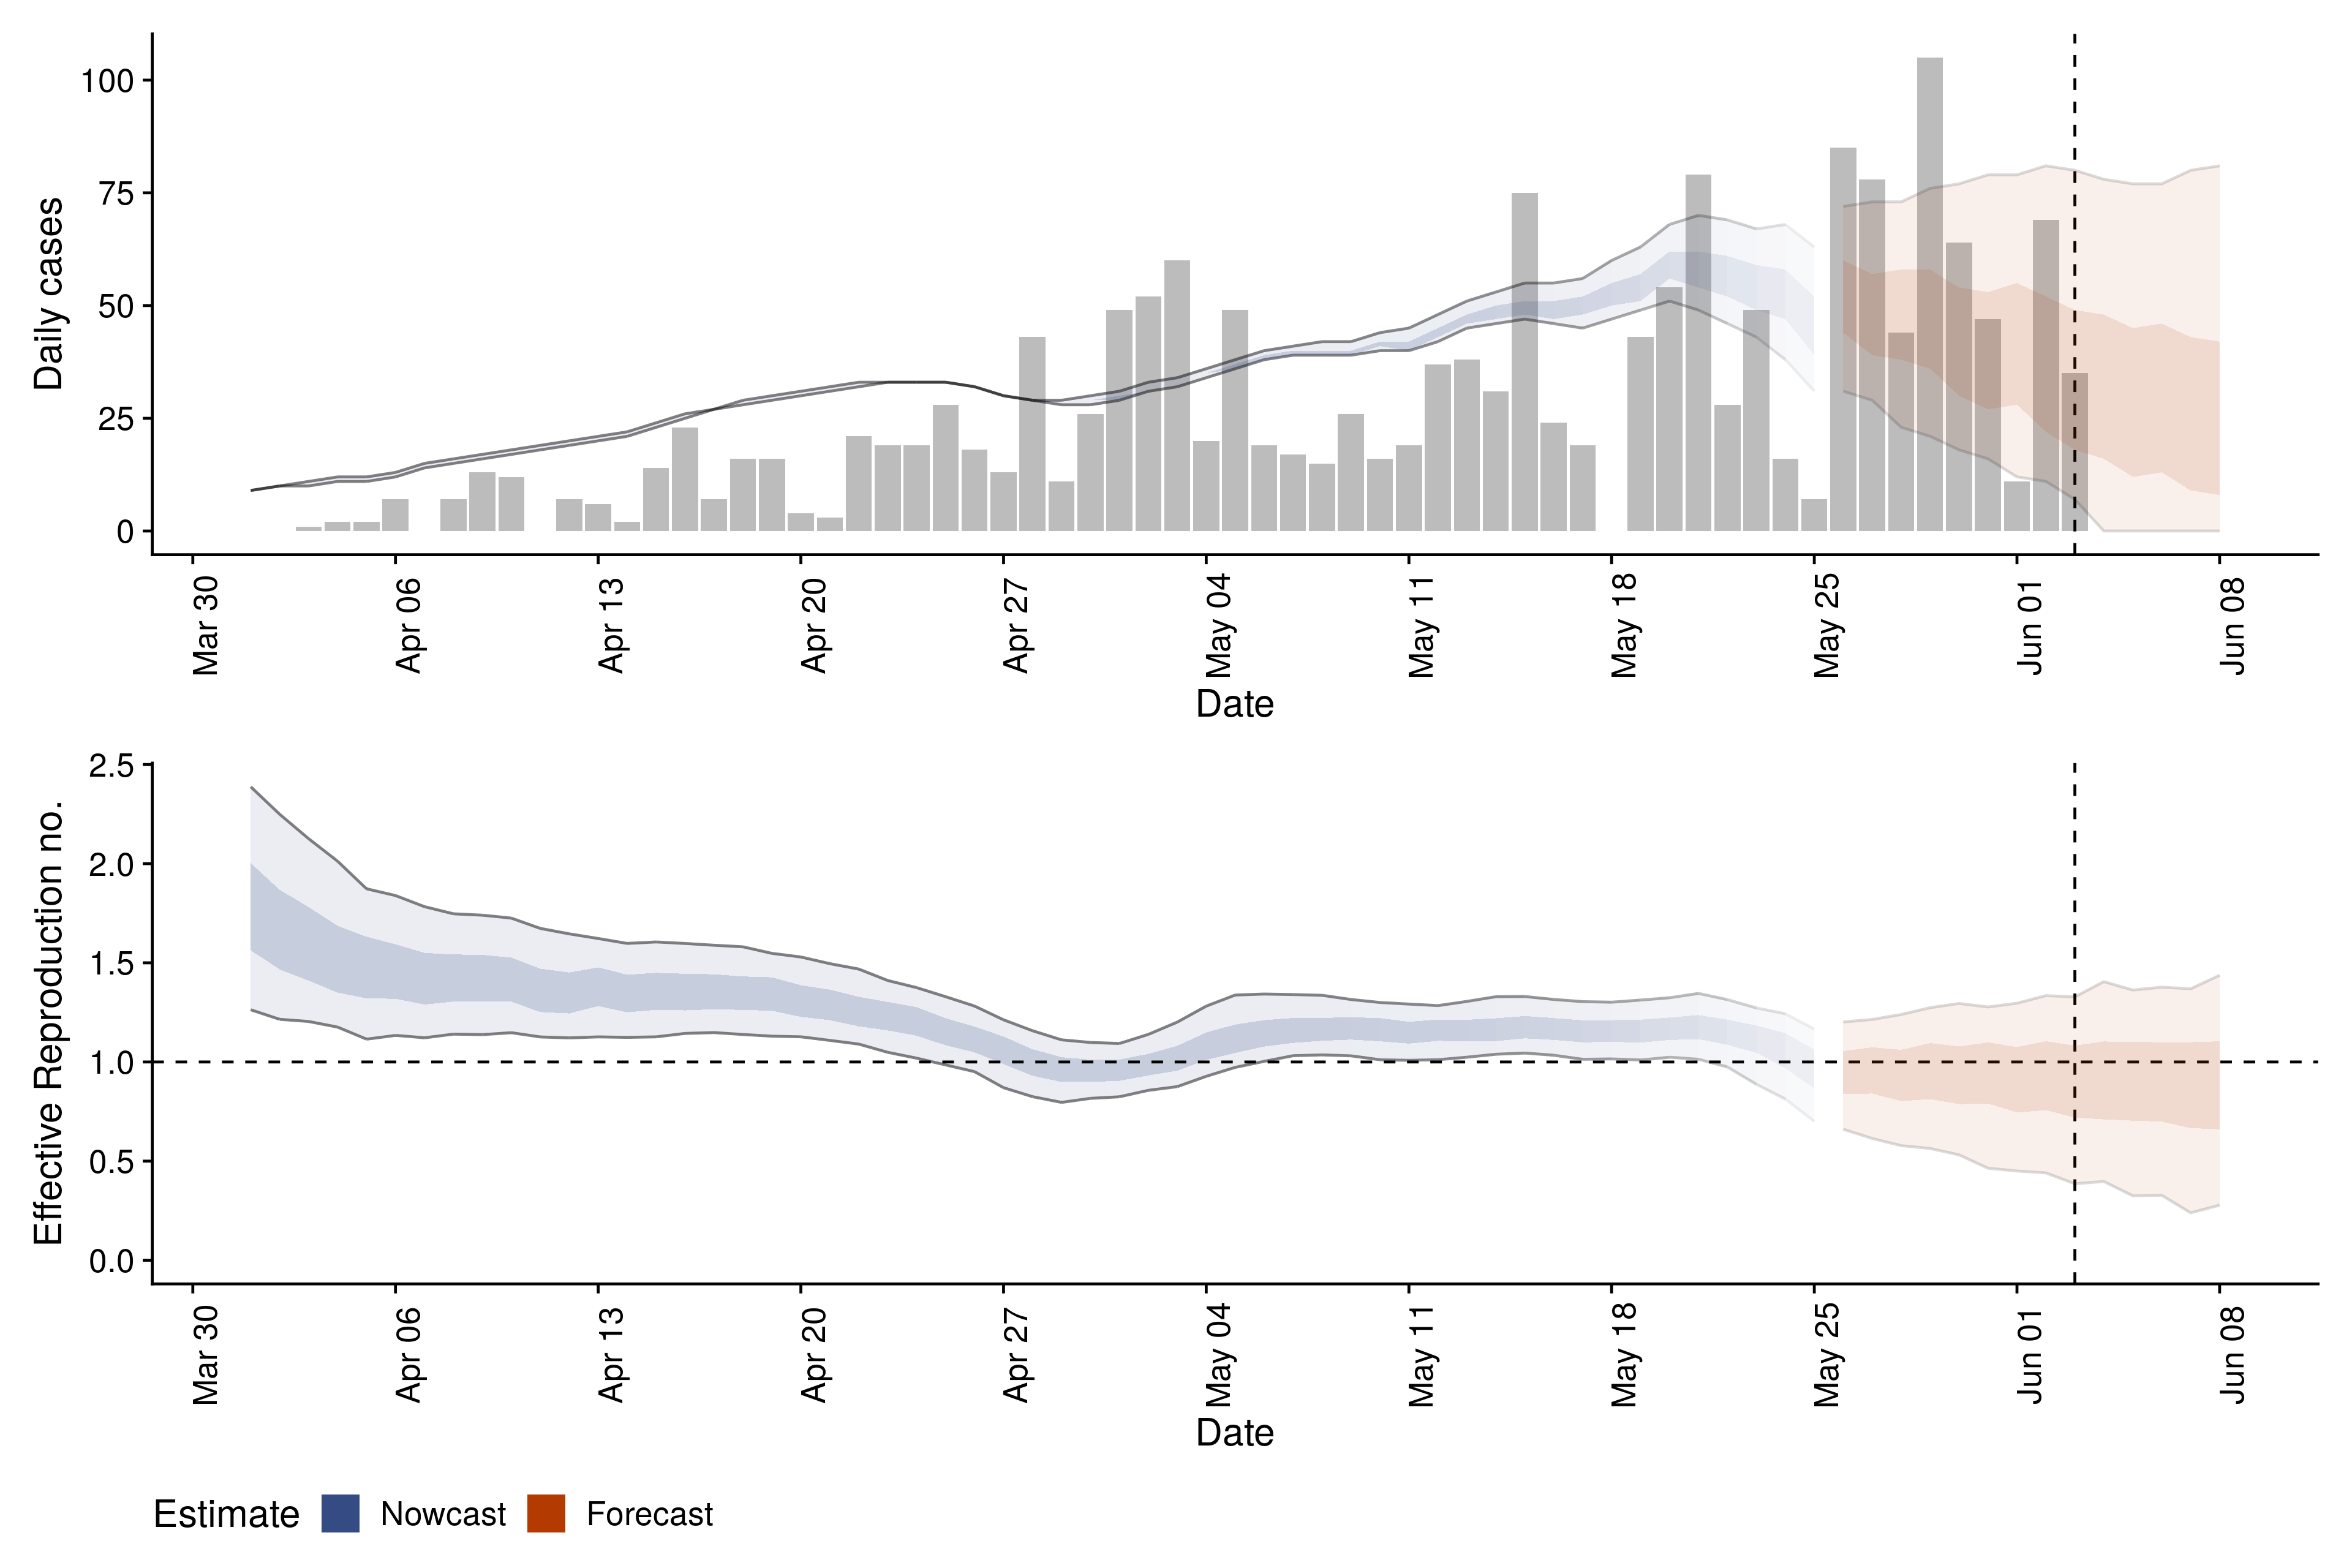 Daily cases
100
75
50
25
0
Mar 30
Apr 06
Apr 13
Apr 20
Apr 27
May 04
May 11
May 18
May 25
Jun 01
Jun 08
Date
Effective Reproduction no.
2.5
2.0
1.5
1.0
0.5
0.0
Mar 30
Apr 06
Apr 13
Apr 20
Apr 27
May 04
May 11
May 18
May 25
Jun 01
Jun 08
Date
Estimate Nowcast Forecast